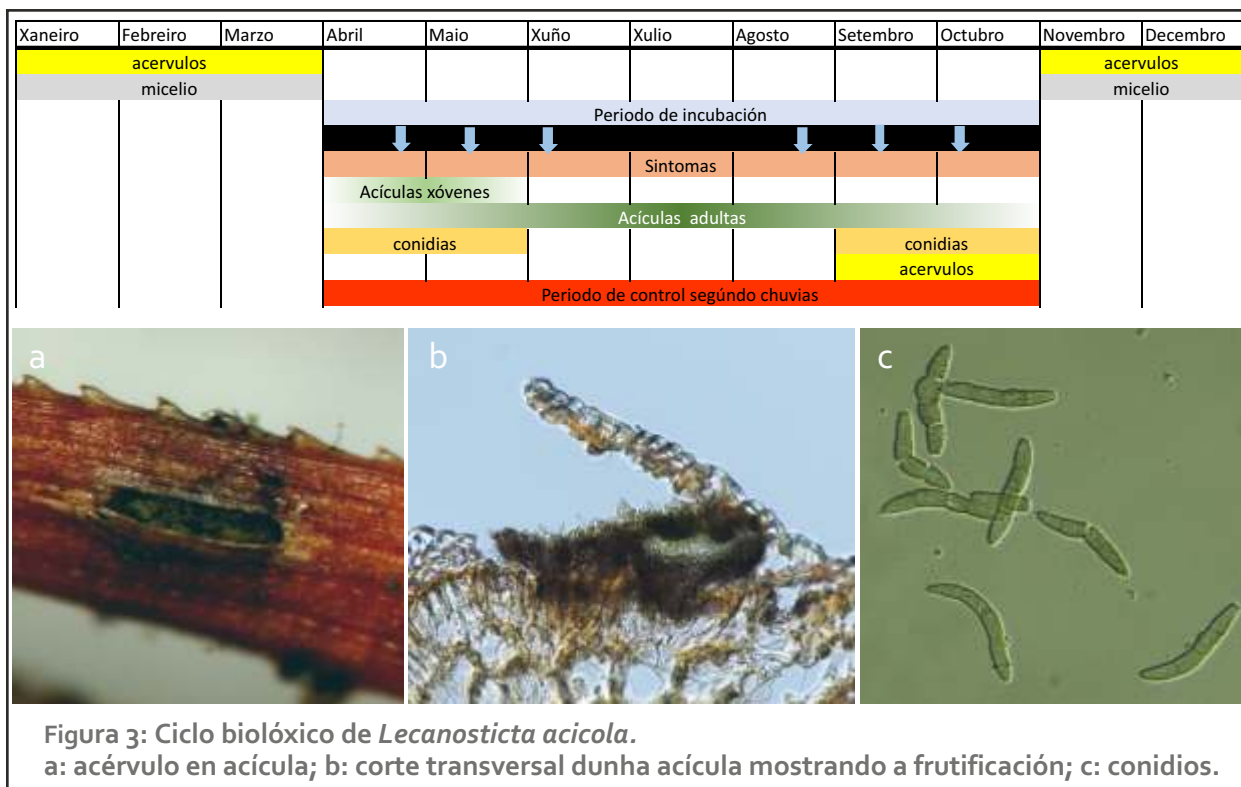 Xaneiro Febreiro Marzo Abril Maio Xuño Xulio Agosto Setembro Octubro Novembro Decembro
acervulos acervulos
micelio micelio
Periodo de incubación
Sintomas
Acículas xóvenes
Acículas adultas
conidias conidias
acervulos
Periodo de control segúndo chuvias
a b c
Figura 3: Ciclo biolóxico de Lecanosticta acicola.
a: acérvulo en acícula; b: corte transversal dunha acícula mostrando a frutificación; c: conidios.